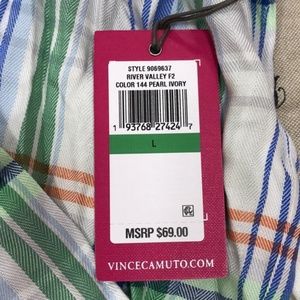 STYLE 9069637
RIVER VALLEY F2
COLOR 144 PEARL IVORY
1 93768 27424 7
L
MSRP $69.00
VINCECAMUTO.COM